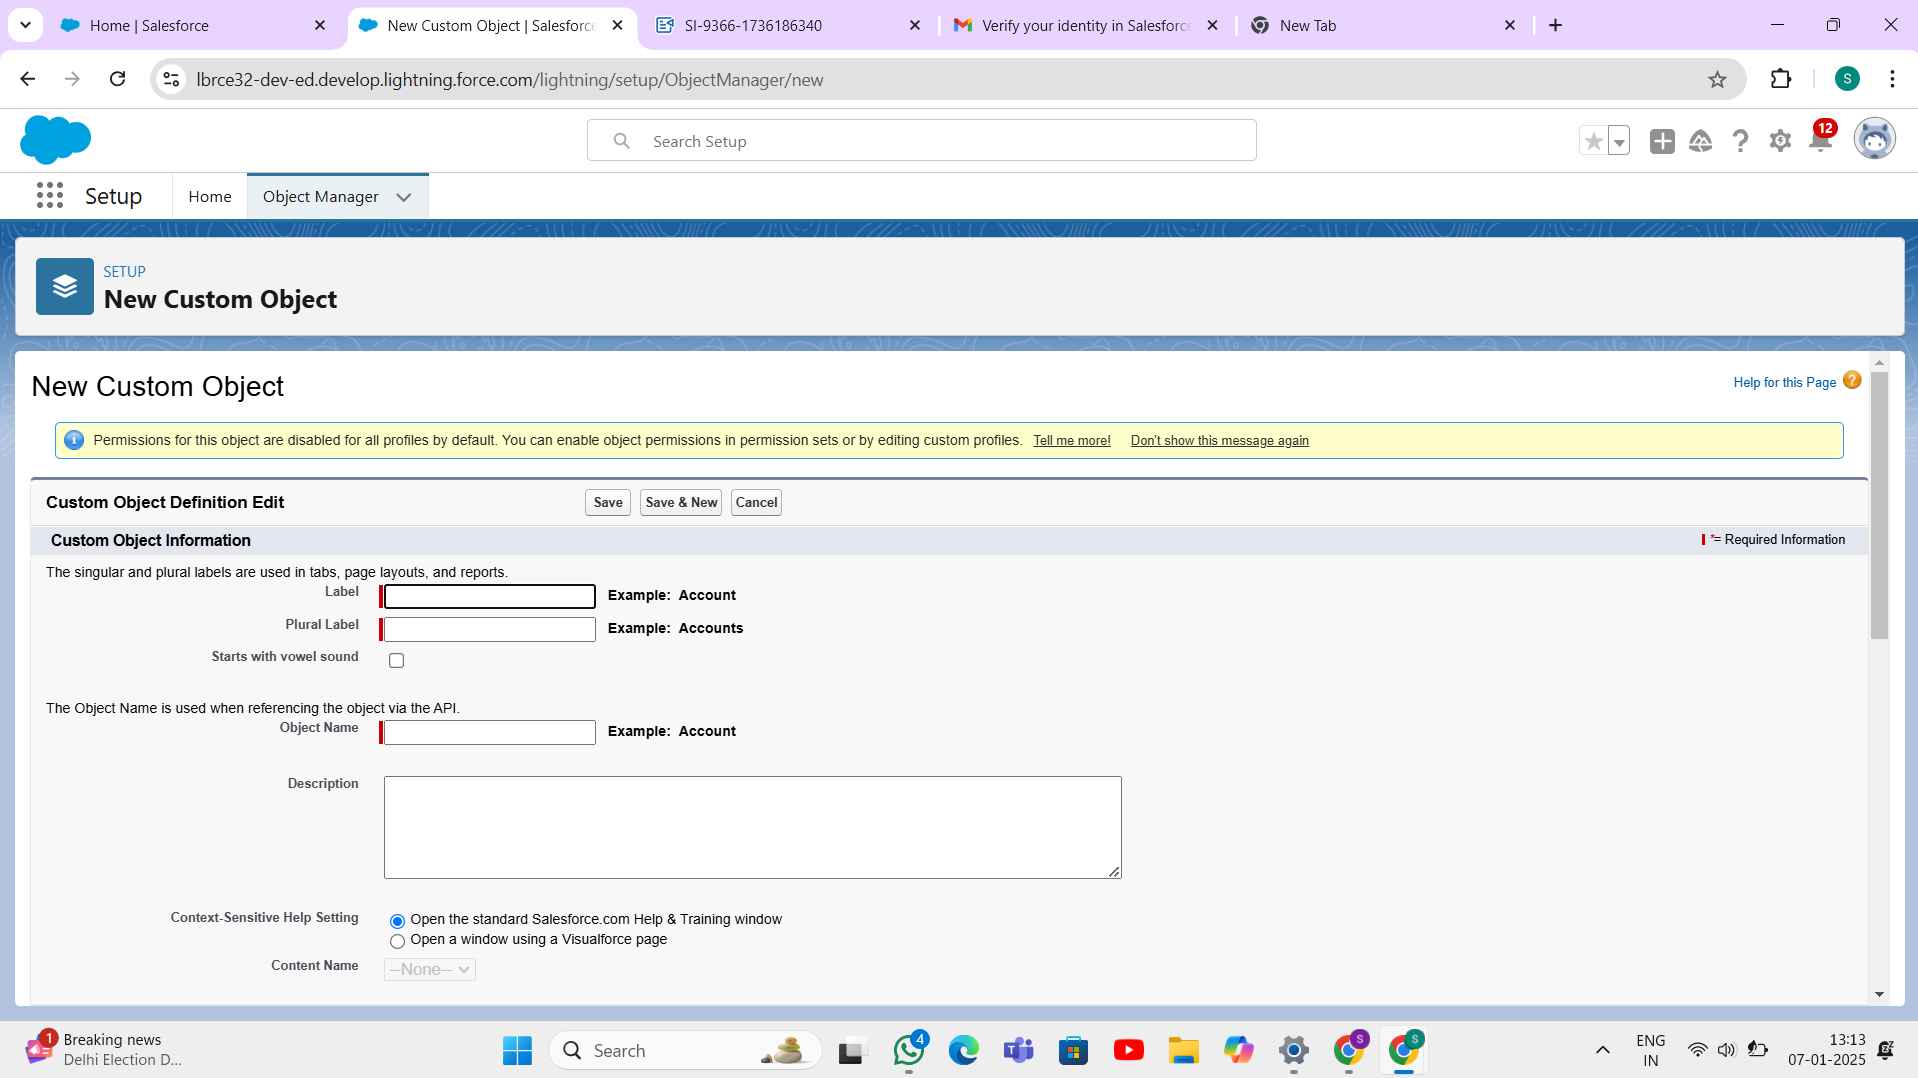 Home | Salesforce
New Custom Object | Salesforce
SI-9366-1736186340
Verify your identity in Salesforce
New Tab
lbrce32-dev-ed.develop.lightning.force.com/lightning/setup/ObjectManager/new
S
Search Setup
12
Setup
Home
Object Manager
SETUP
New Custom Object
New Custom Object
Help for this Page
Permissions for this object are disabled for all profiles by default. You can enable object permissions in permission sets or by editing custom profiles. Tell me more! Don't show this message again
Custom Object Definition Edit
Save
Save & New
Cancel
Custom Object Information
*= Required Information
The singular and plural labels are used in tabs, page layouts, and reports.
Label
Example: Account
Plural Label
Example: Accounts
Starts with vowel sound
The Object Name is used when referencing the object via the API.
Object Name
Example: Account
Description
Context-Sensitive Help Setting
Open the standard Salesforce.com Help & Training window
Open a window using a Visualforce page
Content Name
--None--
1
Breaking news
Delhi Election D...
Search
4
S
S
ENG
IN
13:13
07-01-2025